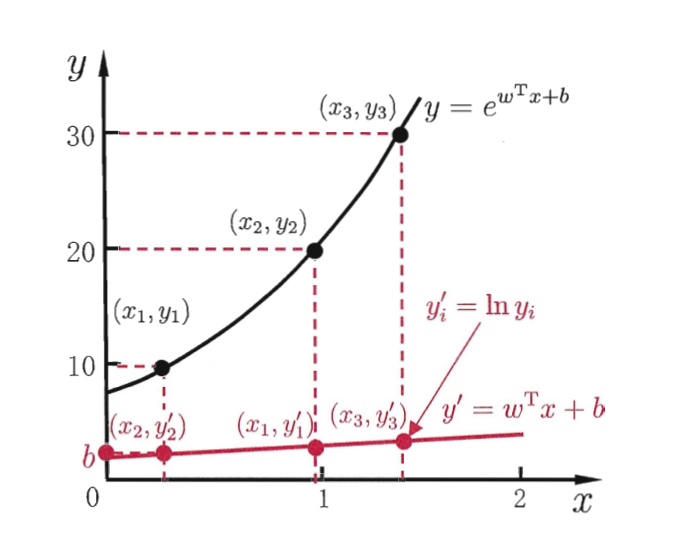 y
(x₃, y₃)
y = e^{wᵀx+b}
30
(x₂, y₂)
20
(x₁, y₁)
y′ᵢ = ln yᵢ
10
(x₂, y′₂)
(x₁, y′₁)
(x₃, y′₃)
y′ = wᵀx + b
b
0
1
2
x